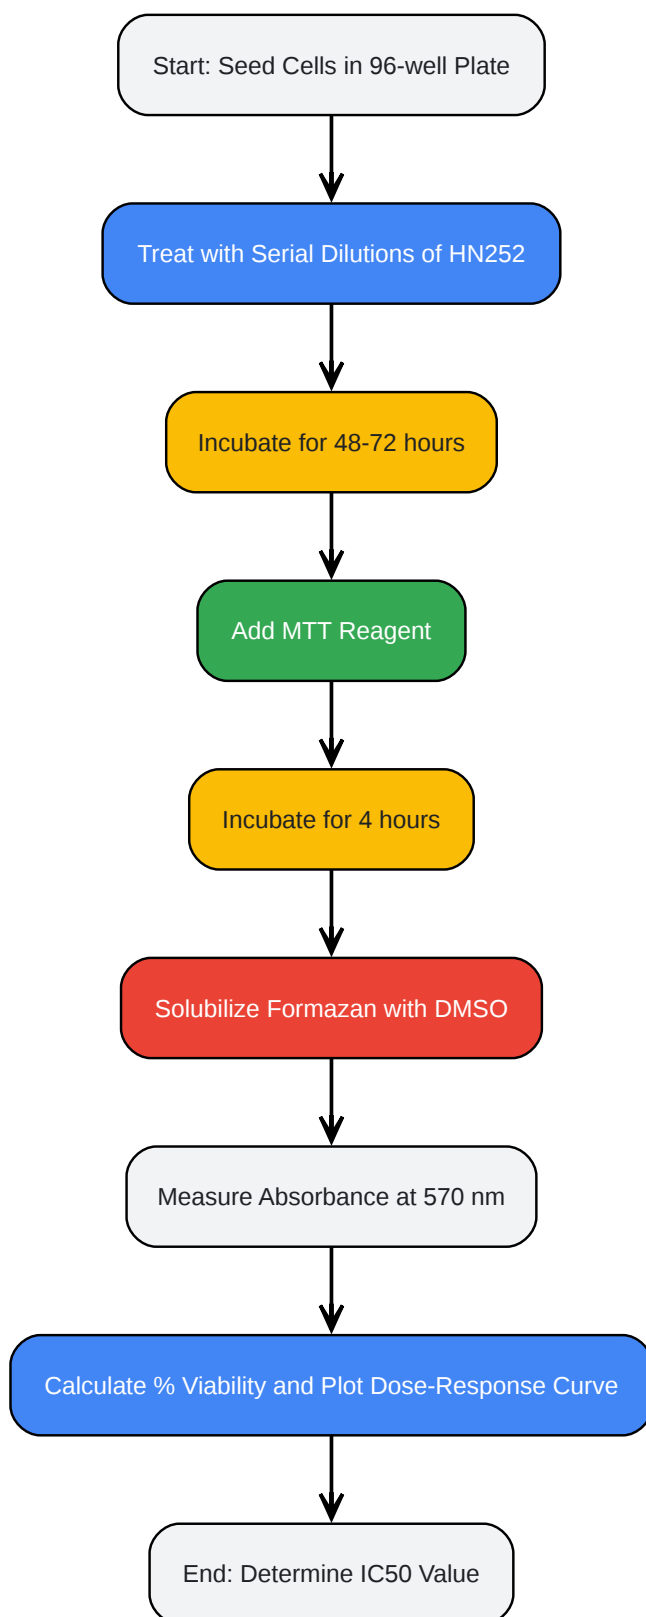 Start: Seed Cells in 96-well Plate
Treat with Serial Dilutions of HN252
Incubate for 48-72 hours
Add MTT Reagent
Incubate for 4 hours
Solubilize Formazan with DMSO
Measure Absorbance at 570 nm
Calculate % Viability and Plot Dose-Response Curve
End: Determine IC50 Value